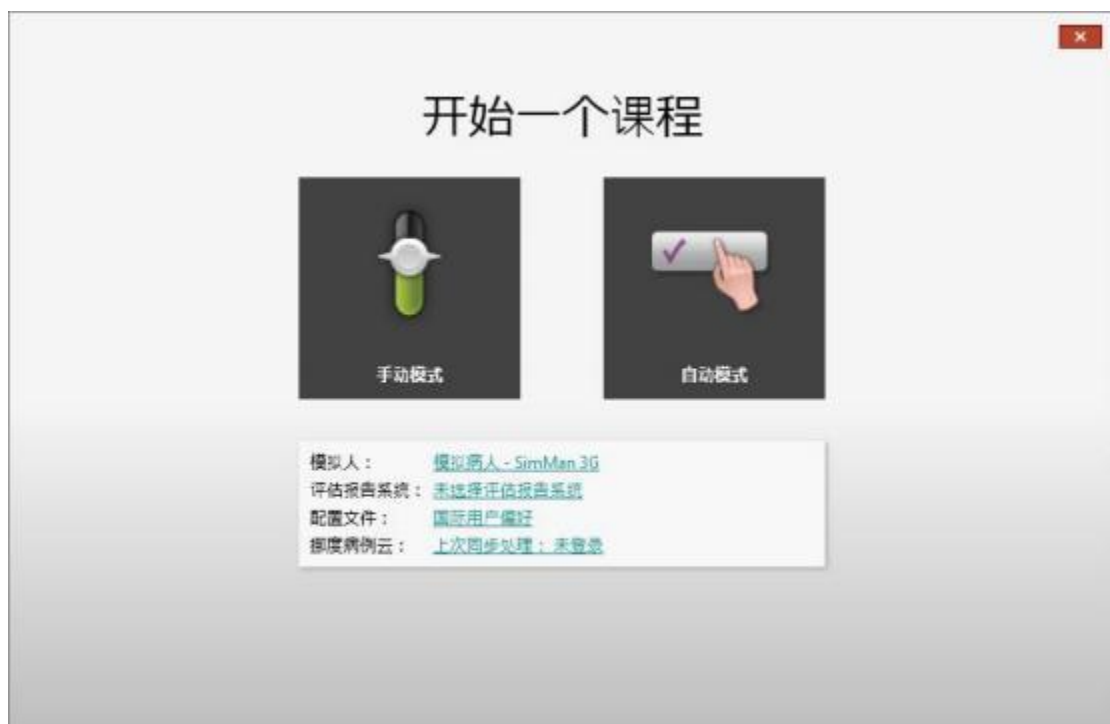 开始一个课程
手动模式
自动模式
模拟人： 模拟病人 - SimMan 3G
评估报告系统： 未选择评估报告系统
配置文件： 国际用户偏好
挪度病例云： 上次同步处理： 未登录